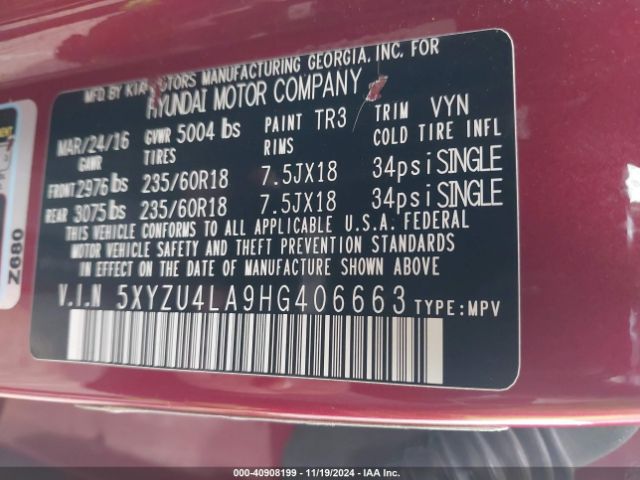 MFD BY KIA MOTORS MANUFACTURING GEORGIA, INC. FOR
HYUNDAI MOTOR COMPANY
MAR/24/16 GVWR 5004 lbs PAINT TR3 TRIM VYN
GAWR TIRES RIMS COLD TIRE INFL
FRONT 2976 lbs 235/60R18 7.5JX18 34psi SINGLE
REAR 3075 lbs 235/60R18 7.5JX18 34psi SINGLE
THIS VEHICLE CONFORMS TO ALL APPLICABLE U.S.A. FEDERAL
MOTOR VEHICLE SAFETY AND THEFT PREVENTION STANDARDS
IN EFFECT ON THE DATE OF MANUFACTURE SHOWN ABOVE.
V.I.N 5XYZU4LA9HG406663 TYPE: MPV
Z680
000-40908199 - 11/19/2024 - IAAI.com